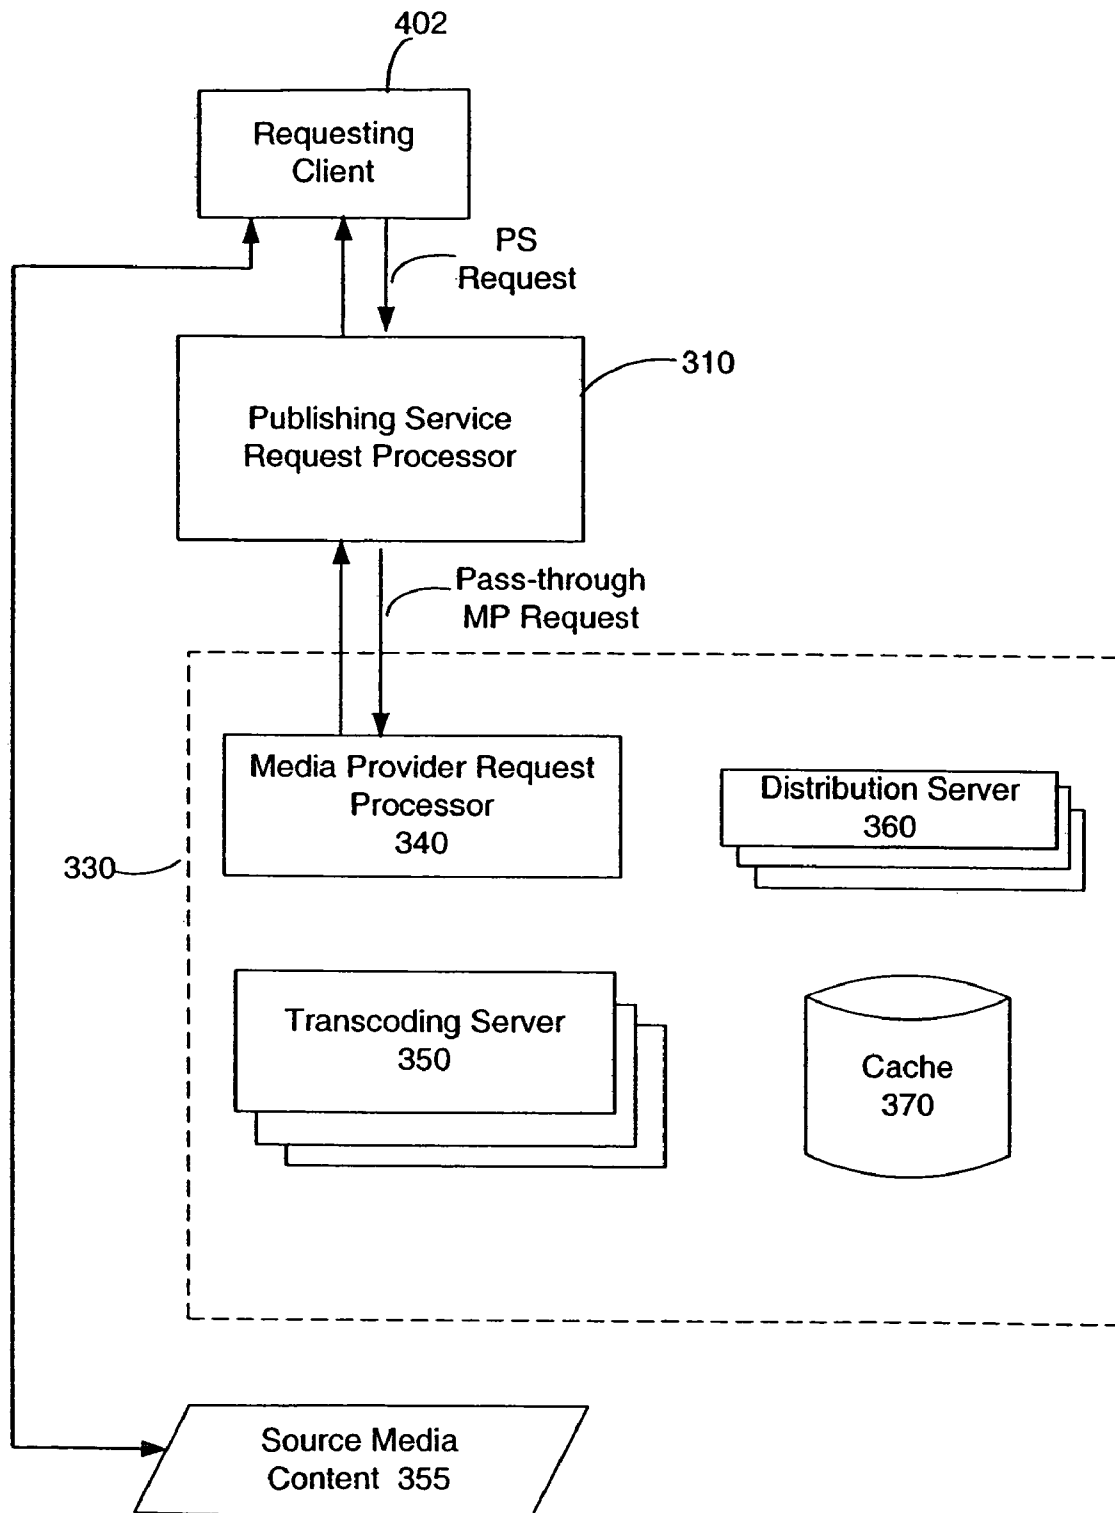 402
Requesting
Client
PS
Request
310
Publishing Service
Request Processor
Pass-through
MP Request
Media Provider Request
Processor
340
Distribution Server
360
330
Transcoding Server
350
Cache
370
Source Media
Content 355